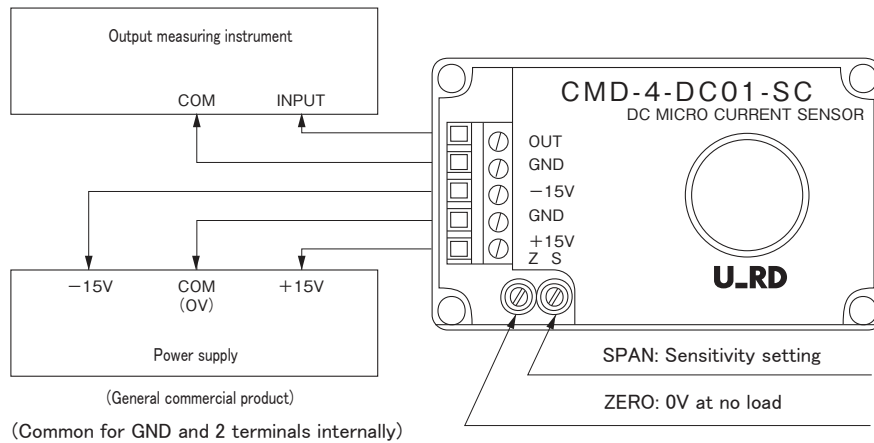 Output measuring instrument
COM INPUT
CMD-4-DC01-SC
DC MICRO CURRENT SENSOR
OUT
GND
−15V
GND
+15V
Z S
U_RD
−15V COM +15V
(0V)
Power supply
(General commercial product)
(Common for GND and 2 terminals internally)
SPAN: Sensitivity setting
ZERO: 0V at no load